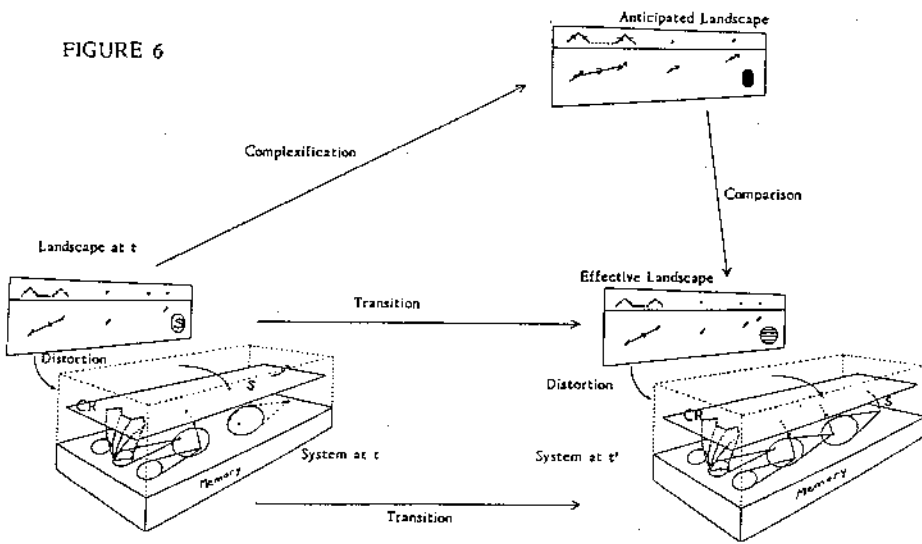 Anticipated Landscape
FIGURE 6
Complexification
Comparison
Landscape at t
Effective Landscape
S
Transition
Distortion
Distortion
S
CR
S
CR
System at t
System at t'
Memory
Memory
Transition